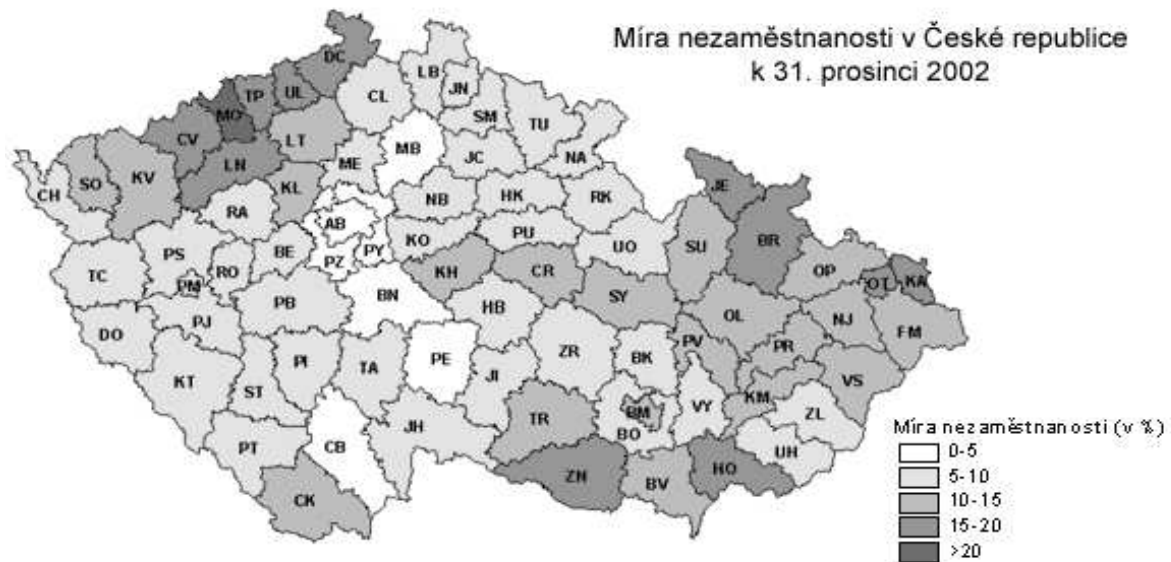 Míra nezaměstnanosti v České republice
k 31. prosinci 2002
DC
LB
JN
TP
UL
CL
SM
TU
MO
CV
LT
MB
JC
NA
LN
ME
CH
SO
KV
KL
NB
HK
RK
JE
RA
AB
KO
PU
UO
SU
BR
PS
RO
BE
PZ
PY
OP
TC
PM
KH
CR
OT
KA
PB
BN
HB
SY
OL
NJ
FM
DO
PJ
PE
ZR
BK
PV
PR
KT
ST
PI
TA
JI
VS
KM
TR
BM
VY
ZL
PT
CB
JH
BO
UH
CK
ZN
BV
HO
Míra nezaměstnanosti (v %)
0-5
5-10
10-15
15-20
>20